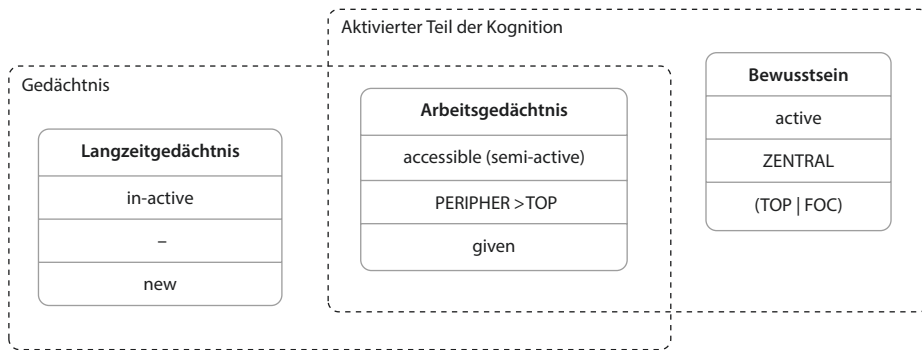 Aktivierter Teil der Kognition
Gedächtnis
Langzeitgedächtnis
in-active
–
new
Arbeitsgedächtnis
accessible (semi-active)
PERIPHER >TOP
given
Bewusstsein
active
ZENTRAL
(TOP | FOC)